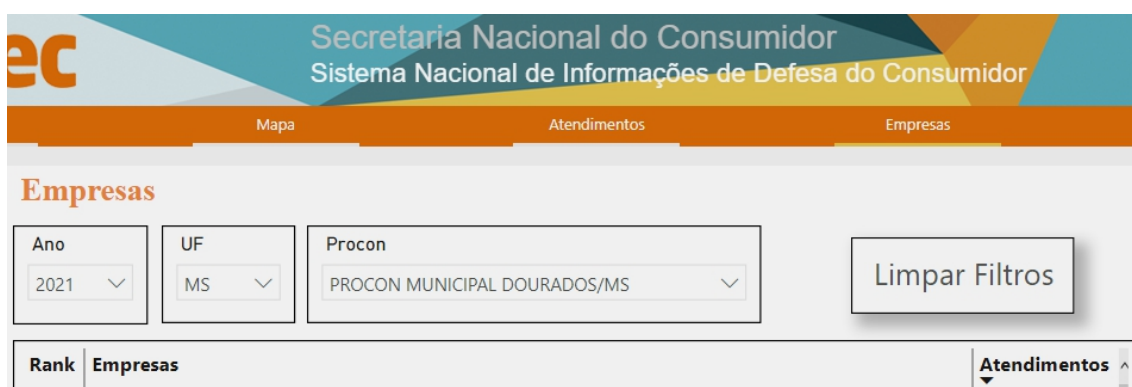 ec
Secretaria Nacional do Consumidor
Sistema Nacional de Informações de Defesa do Consumidor
Mapa
Atendimentos
Empresas
Empresas
Ano
UF
Procon
2021
MS
PROCON MUNICIPAL DOURADOS/MS
Limpar Filtros
Rank Empresas Atendimentos